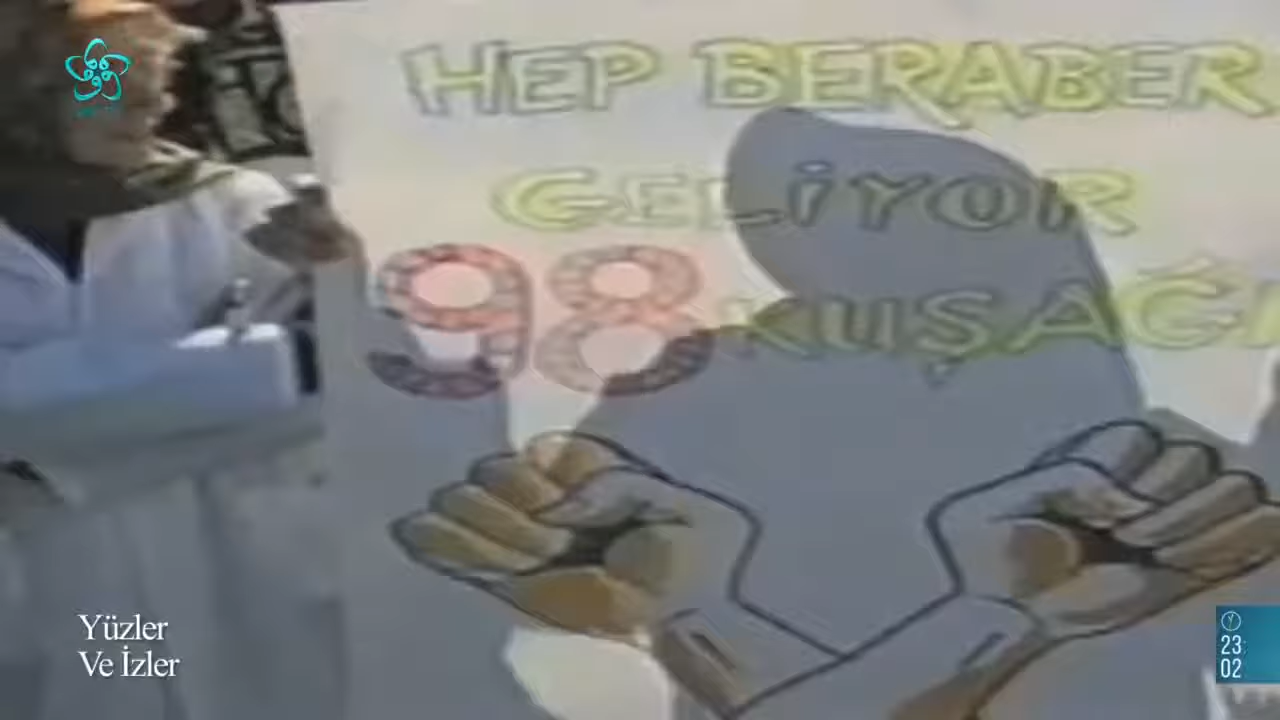 HEP BERABER
GELİYOR
98 KUŞAĞI
Yüzler
Ve İzler
23
02